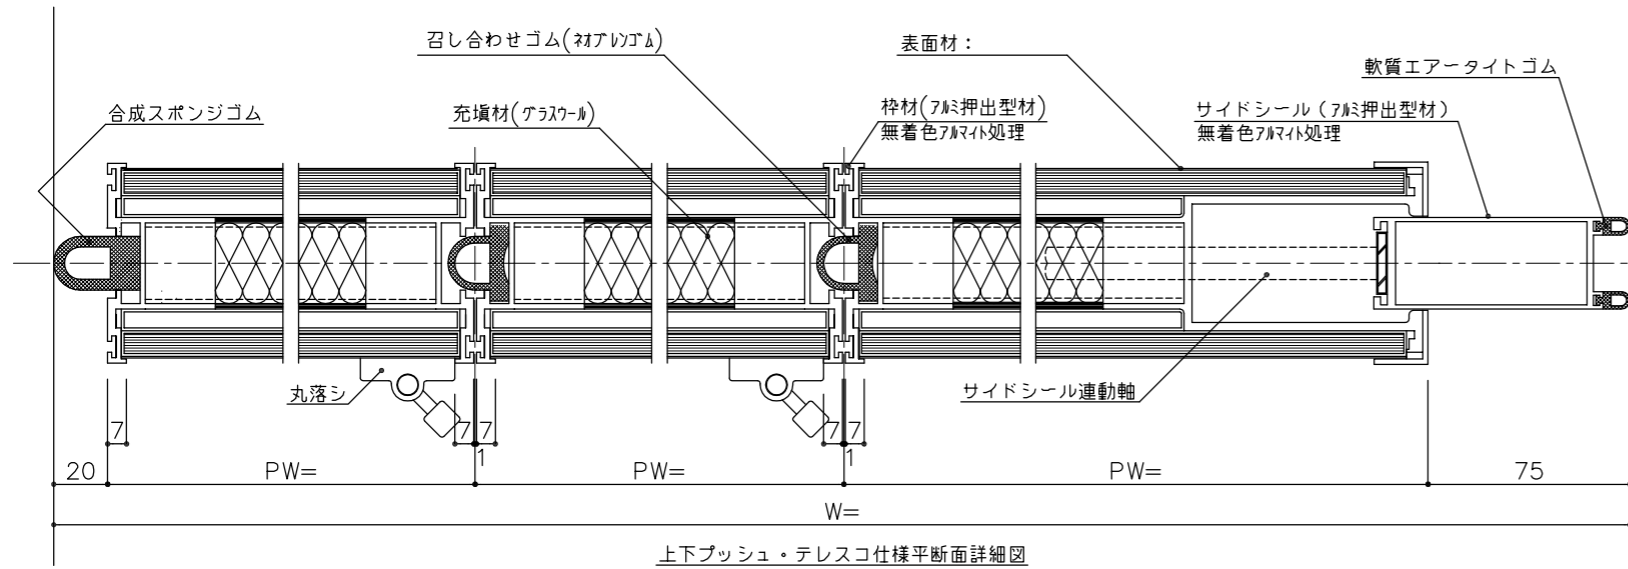 召し合わせゴム(ﾈｵﾌﾟﾚﾝｺﾞﾑ)
表面材：
軟質エアータイトゴム
合成スポンジゴム
充塡材(ｸﾞﾗｽｳｰﾙ)
枠材(ｱﾙﾐ押出型材)
無着色ｱﾙﾏｲﾄ処理
サイドシール（ｱﾙﾐ押出型材）
無着色ｱﾙﾏｲﾄ処理
丸落シ
サイドシール連動軸
7
7
7
1
7
7
1
20
PW=
PW=
PW=
75
W=
上下プッシュ・テレスコ仕様平断面詳細図